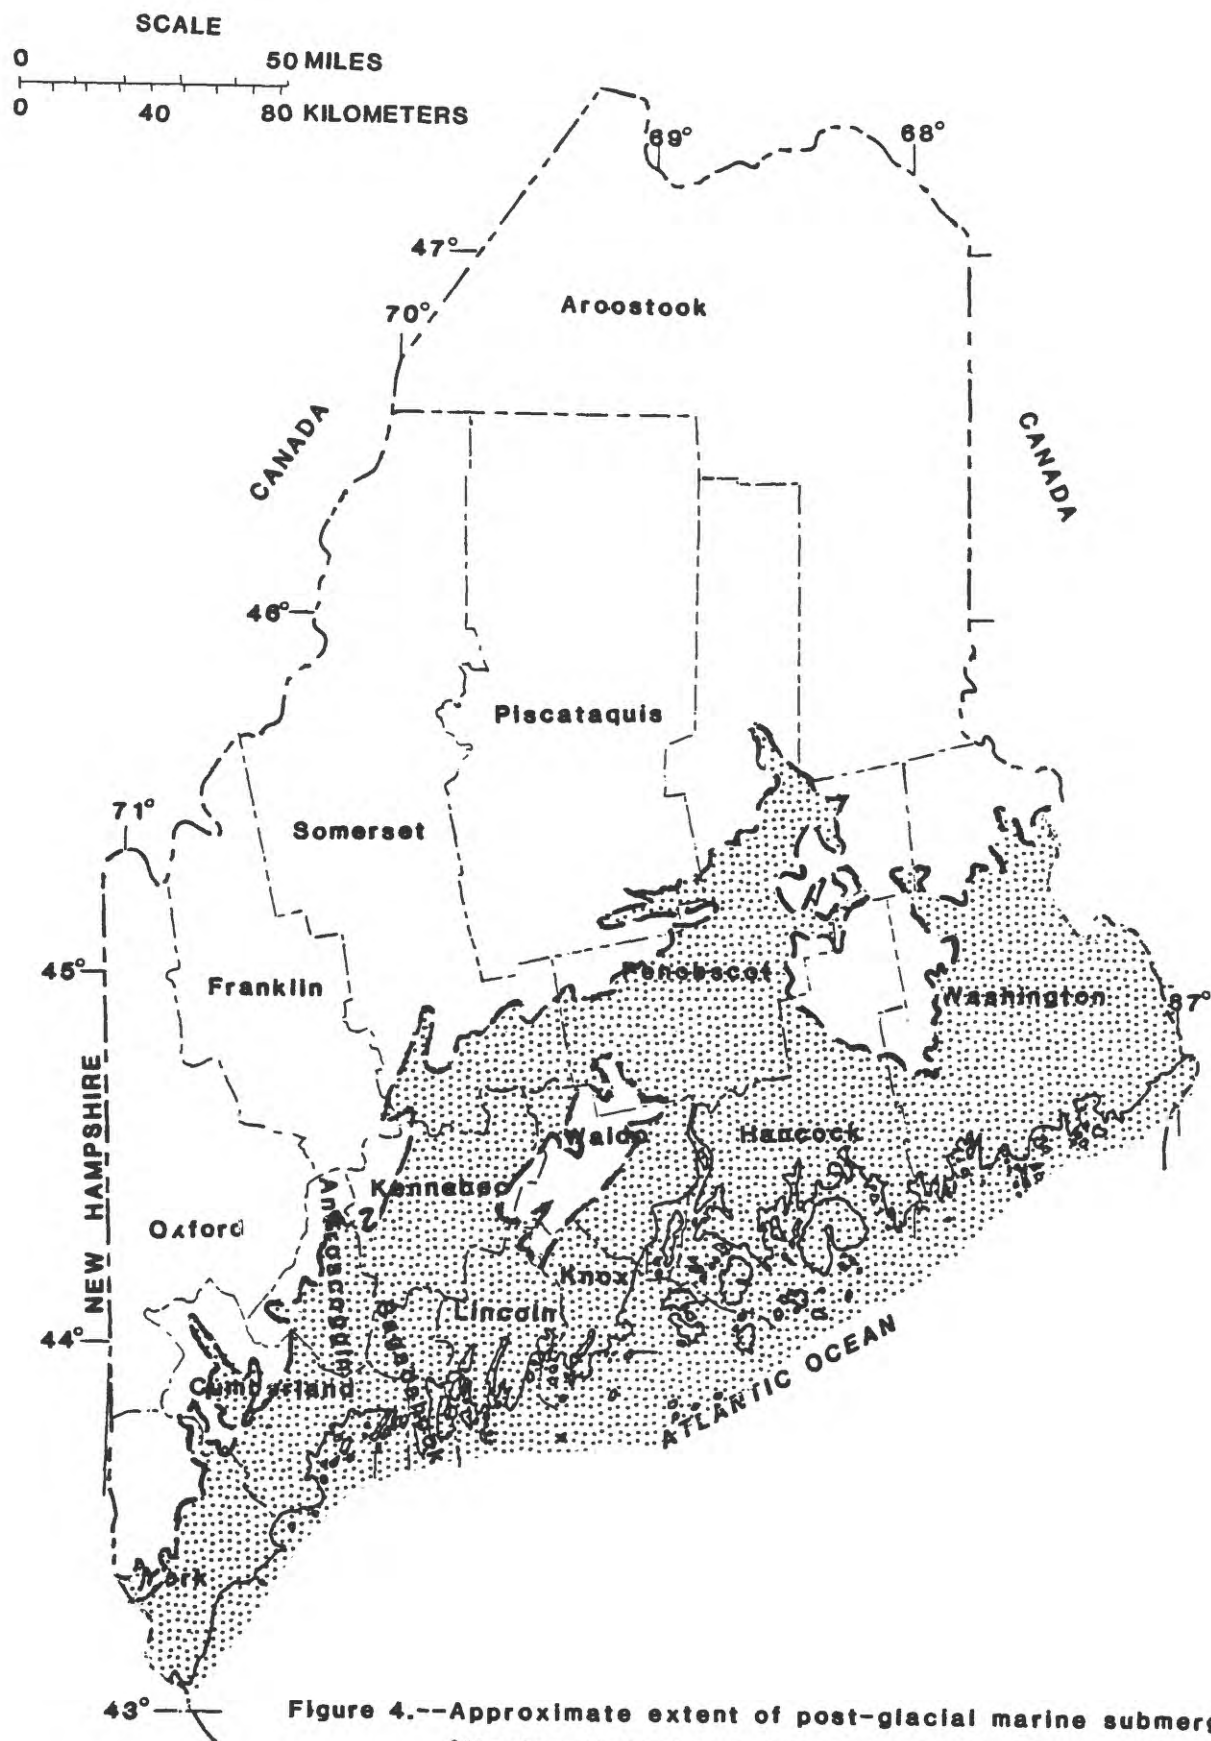 SCALE
0 50 MILES
0 40 80 KILOMETERS
69°
68°
47°
70°
Aroostook
CANADA
CANADA
46°
Piscataquis
71°
Somerset
45°
Franklin
Penobscot
Washington
67°
NEW HAMPSHIRE
Waldo
Hancock
Kennebec
Androscoggin
Oxford
Knox
Lincoln
Sagadahock
44°
Cumberland
ATLANTIC OCEAN
York
43°
Figure 4.--Approximate extent of post-glacial marine submerg